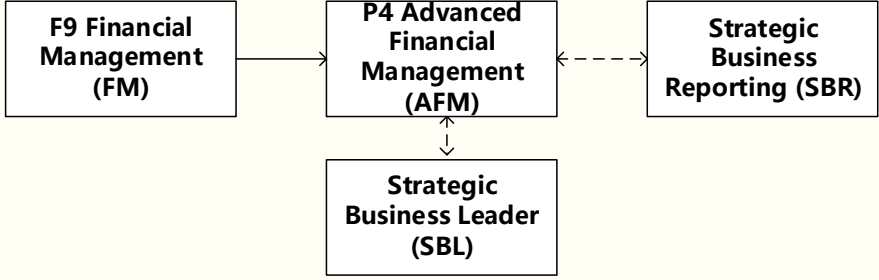 F9 Financial
Management
(FM)
P4 Advanced
Financial
Management
(AFM)
Strategic
Business
Reporting (SBR)
Strategic
Business Leader
(SBL)